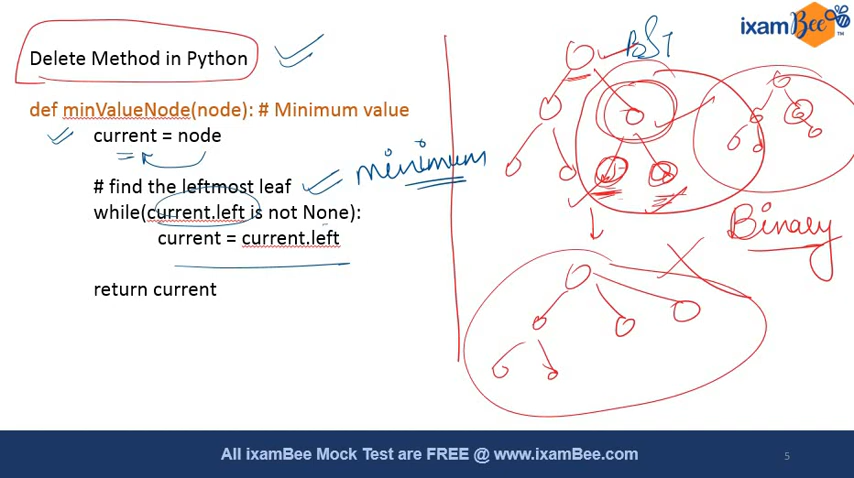 ixamBee
TM
Delete Method in Python
BST
def minValueNode(node): # Minimum value
current = node
minimum
# find the leftmost leaf
while(current.left is not None):
current = current.left
Binary
return current
All ixamBee Mock Test are FREE @ www.ixamBee.com
5